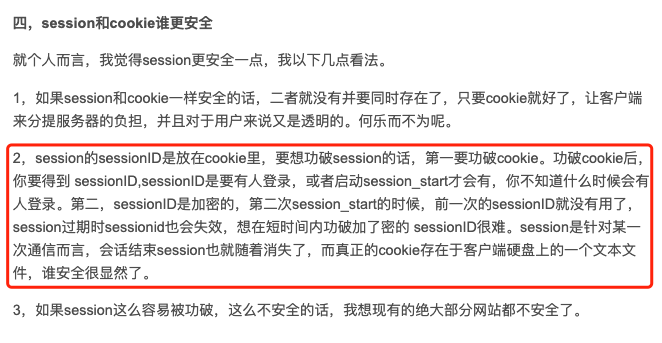 四，session和cookie谁更安全
就个人而言，我觉得session更安全一点，我以下几点看法。
1，如果session和cookie一样安全的话，二者就没有并要同时存在了，只要cookie就好了，让客户端
来分提服务器的负担，并且对于用户来说又是透明的。何乐而不为呢。
2，session的sessionID是放在cookie里，要想功破session的话，第一要功破cookie。功破cookie后，
你要得到 sessionID,sessionID是要有人登录，或者启动session_start才会有，你不知道什么时候会有
人登录。第二，sessionID是加密的，第二次session_start的时候，前一次的sessionID就没有用了，
session过期时sessionid也会失效，想在短时间内功破加了密的 sessionID很难。session是针对某一
次通信而言，会话结束session也就随着消失了，而真正的cookie存在于客户端硬盘上的一个文本文
件，谁安全很显然了。
3，如果session这么容易被功破，这么不安全的话，我想现有的绝大部分网站都不安全了。